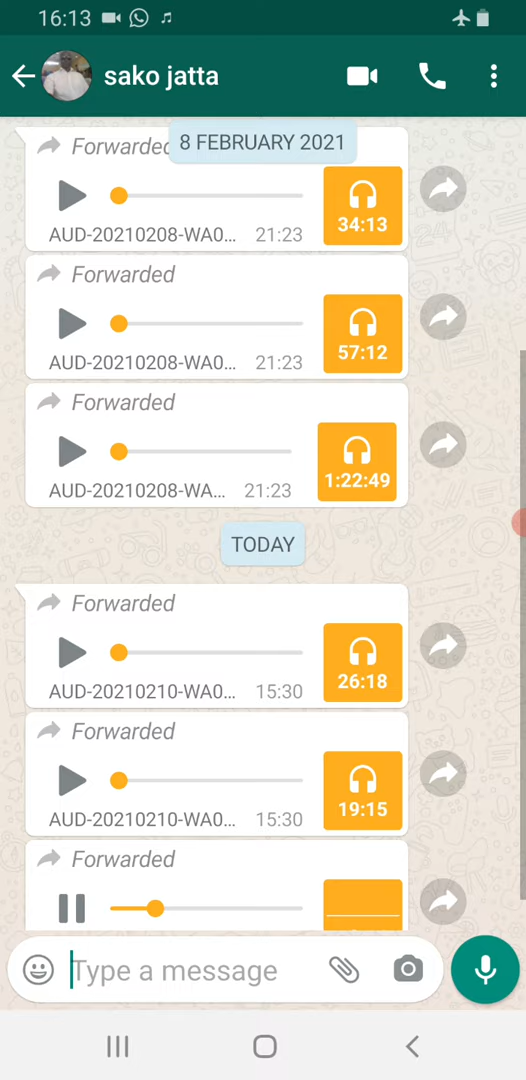 16:13
sako jatta
8 FEBRUARY 2021
Forwarded
34:13
AUD-20210208-WA0... 21:23
Forwarded
57:12
AUD-20210208-WA0... 21:23
Forwarded
1:22:49
AUD-20210208-WA... 21:23
TODAY
Forwarded
26:18
AUD-20210210-WA0... 15:30
Forwarded
19:15
AUD-20210210-WA0... 15:30
Forwarded
Type a message